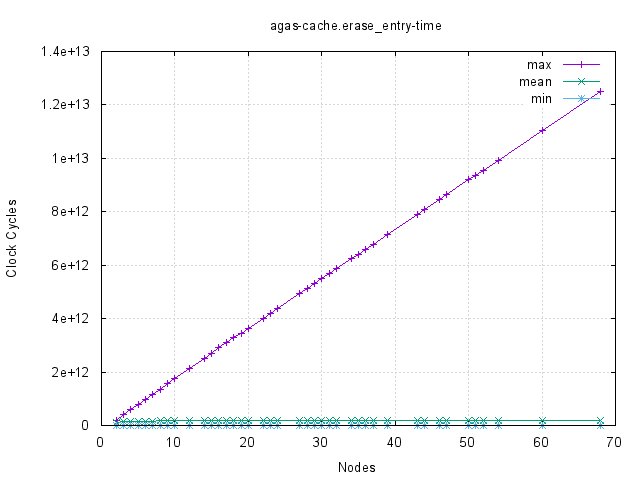 agas-cache.erase_entry-time
max
mean
min
1.4e+13
1.2e+13
1e+13
8e+12
6e+12
4e+12
2e+12
0
Clock Cycles
0 10 20 30 40 50 60 70
Nodes